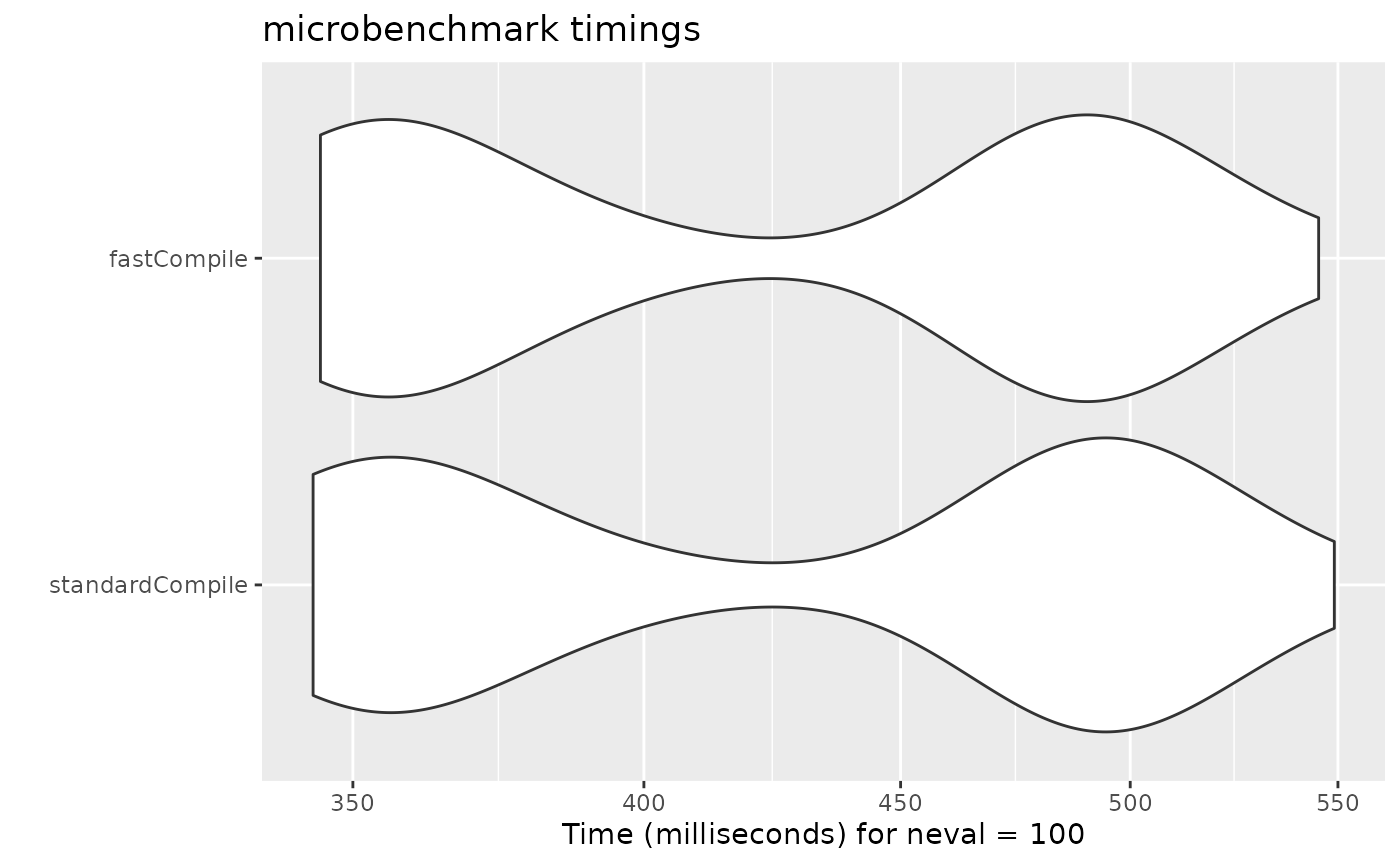 microbenchmark timings
fastCompile
standardCompile
350 400 450 500 550
Time (milliseconds) for neval = 100